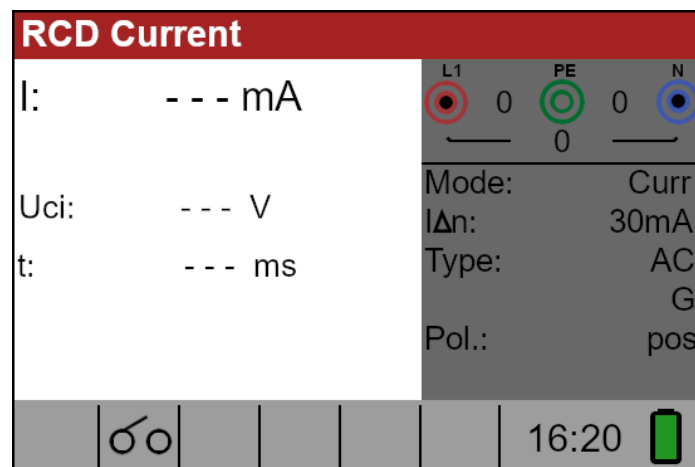 RCD Current
I: - - - mA
Uci: - - - V
t: - - - ms
L1 PE N
0 0
0
Mode: Curr
IΔn: 30mA
Type: AC
G
Pol.: pos
16:20